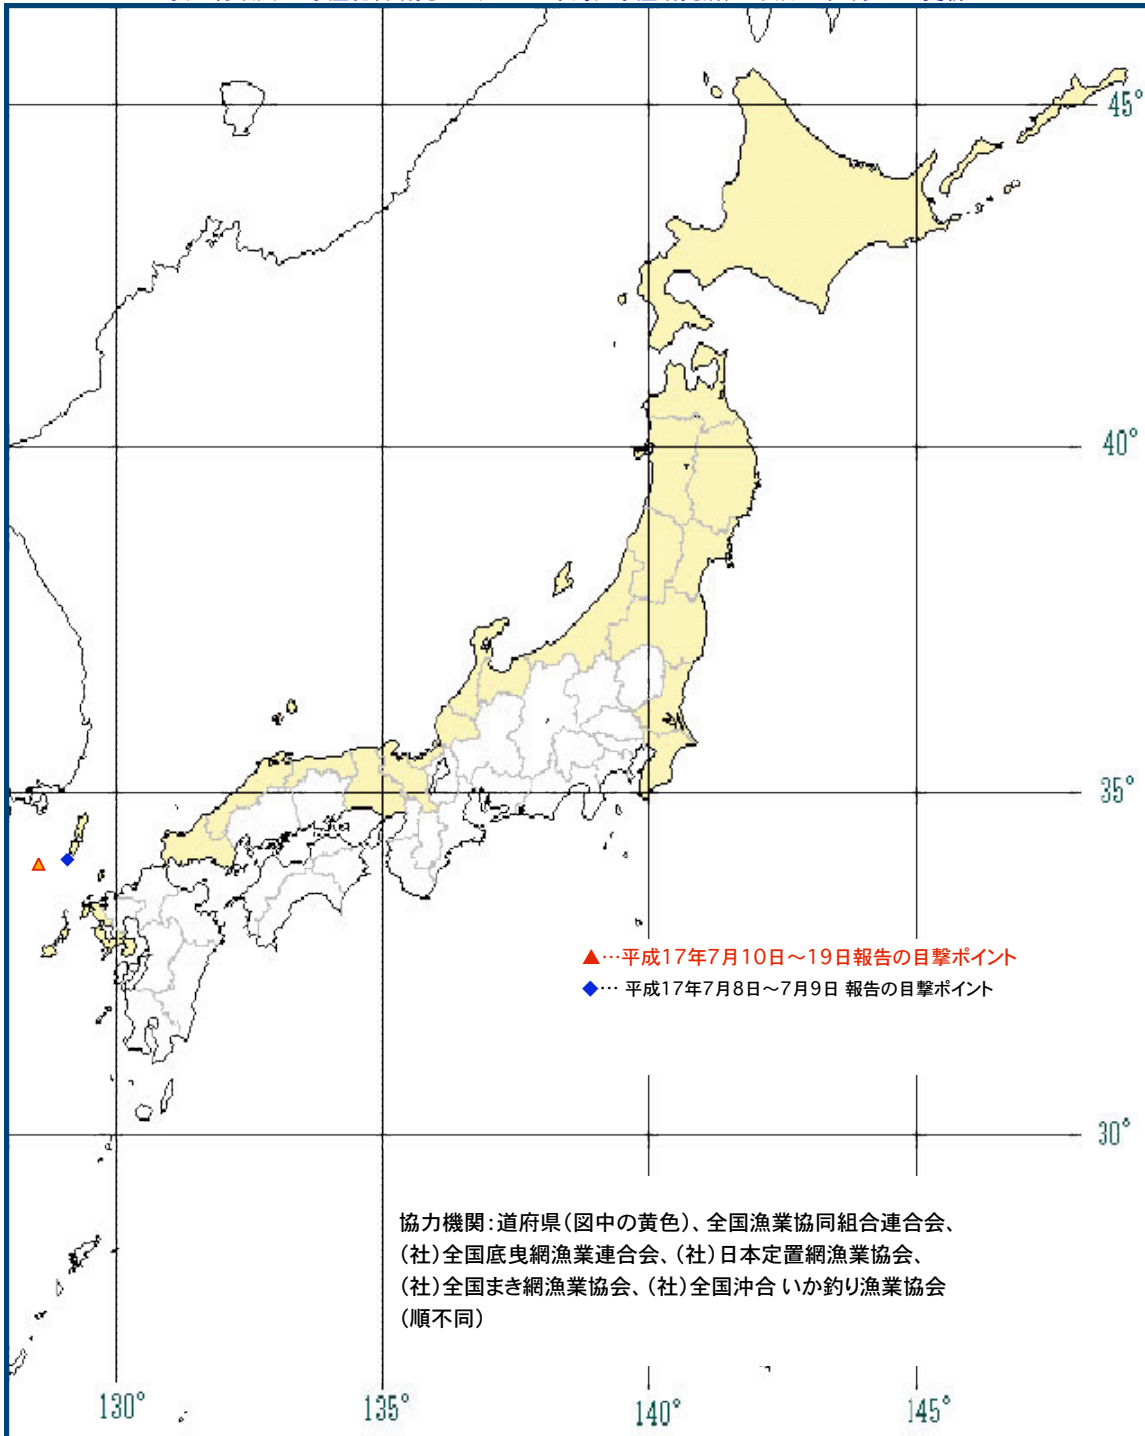 45°
40°
35°
▲…平成17年7月10日～19日報告の目撃ポイント
◆… 平成17年7月8日～7月9日 報告の目撃ポイント
30°
協力機関：道府県（図中の黄色）、全国漁業協同組合連合会、
（社）全国底曳網漁業連合会、（社）日本定置網漁業協会、
（社）全国まき網漁業協会、（社）全国沖合 いか釣り漁業協会
（順不同）
130°
135°
140°
145°